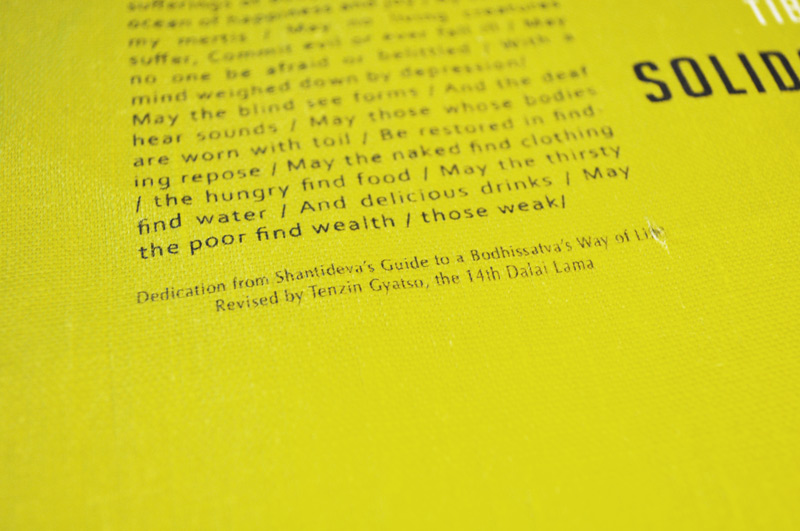 ocean of happiness and joy /
my merits / May no living creatures
suffer, Commit evil or ever fall ill / May
no one be afraid or belittled / With a
mind weighed down by depression/
May the blind see forms / And the deaf
hear sounds / May those whose bodies
are worn with toil / Be restored in find-
ing repose / May the naked find clothing
/ the hungry find food / May the thirsty
find water / And delicious drinks / May
the poor find wealth / those weak/
Dedication from Shantideva's Guide to a Bodhissatva's Way of Life
Revised by Tenzin Gyatso, the 14th Dalai Lama
TIB
SOLID